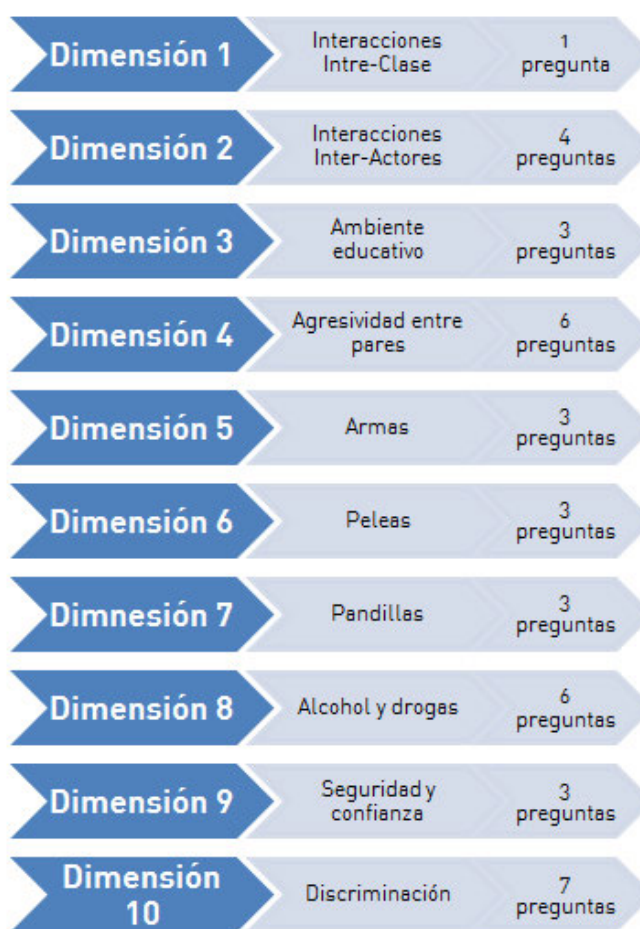 Dimensión 1
Interacciones
Intre-Clase
1
pregunta
Dimensión 2
Interacciones
Inter-Actores
4
preguntas
Dimensión 3
Ambiente
educativo
3
preguntas
Dimensión 4
Agresividad entre
pares
6
preguntas
Dimensión 5
Armas
3
preguntas
Dimensión 6
Peleas
3
preguntas
Dimnesión 7
Pandillas
3
preguntas
Dimensión 8
Alcohol y drogas
6
preguntas
Dimensión 9
Seguridad y
confianza
3
preguntas
Dimensión
10
Discriminación
7
preguntas